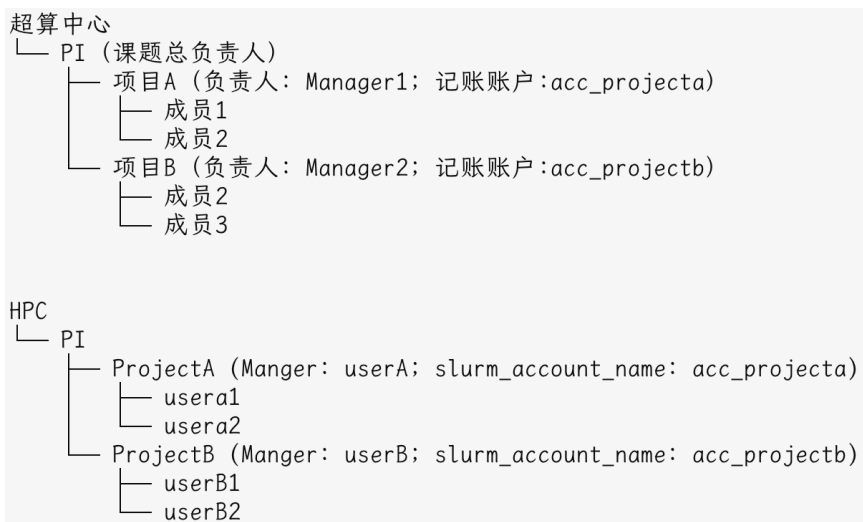 超算中心
└── PI (课题总负责人)
    ├── 项目A (负责人: Manager1; 记账账户:acc_projecta)
    │   ├── 成员1
    │   └── 成员2
    └── 项目B (负责人: Manager2; 记账账户:acc_projectb)
        ├── 成员2
        └── 成员3
HPC
└── PI
    ├── ProjectA (Manger: userA; slurm_account_name: acc_projecta)
    │   ├── usera1
    │   └── usera2
    └── ProjectB (Manger: userB; slurm_account_name: acc_projectb)
        ├── userB1
        └── userB2